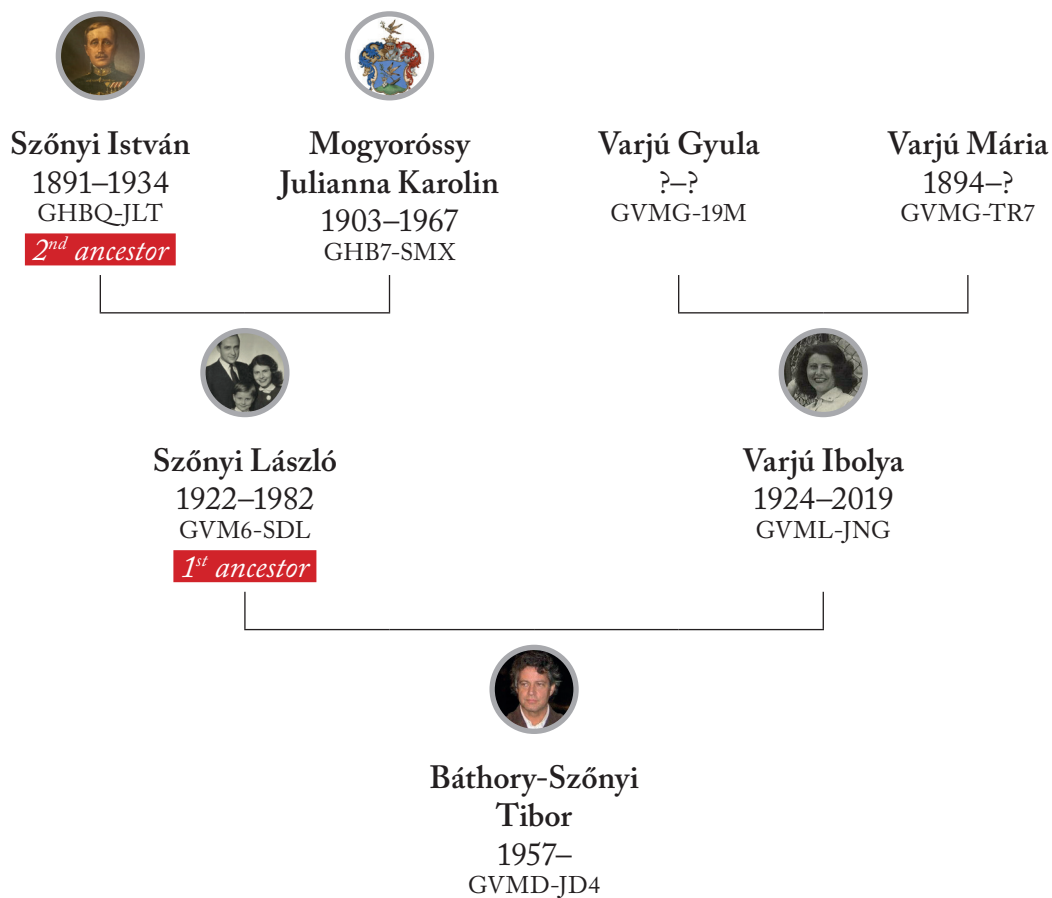 Szőnyi István
1891–1934
GHBQ-JLT
2nd ancestor
Mogyoróssy
Julianna Karolin
1903–1967
GHB7-SMX
Varjú Gyula
?–?
GVMG-19M
Varjú Mária
1894–?
GVMG-TR7
Szőnyi László
1922–1982
GVM6-SDL
1st ancestor
Varjú Ibolya
1924–2019
GVML-JNG
Báthory-Szőnyi
Tibor
1957–
GVMD-JD4